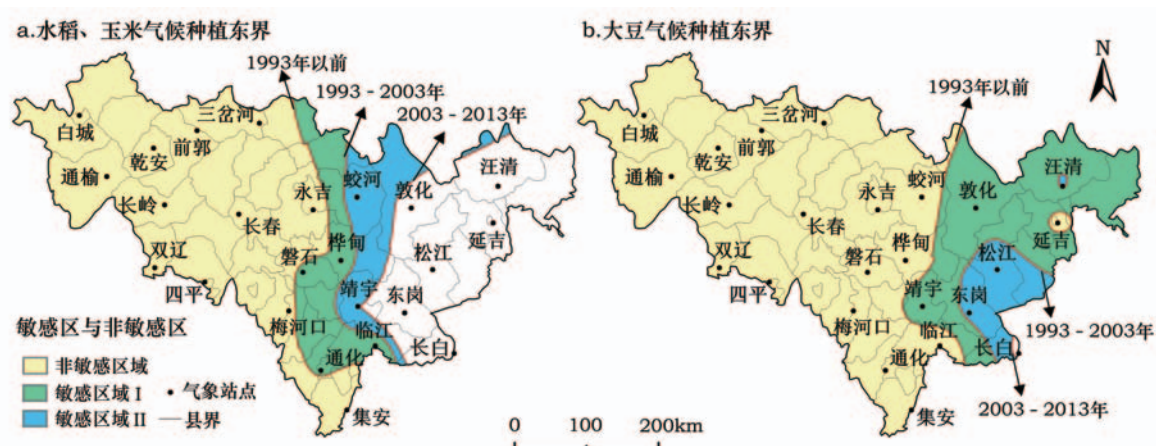 a.水稻、玉米气候种植东界
1993年以前
1993 - 2003年
2003 - 2013年
白城
三岔河
乾安
前郭
通榆
长岭
永吉
蛟河
敦化
汪清
长春
延吉
双辽
磐石
桦甸
松江
四平
靖宇
东岗
梅河口
临江
通化
长白
集安
敏感区与非敏感区
非敏感区域
敏感区域 I
气象站点
敏感区域 II
县界
0 100 200km
b.大豆气候种植东界
N
1993年以前
白城
三岔河
乾安
前郭
通榆
长岭
永吉
蛟河
敦化
汪清
长春
延吉
双辽
磐石
桦甸
松江
四平
靖宇
东岗
梅河口
临江
1993 - 2003年
通化
长白
集安
2003 - 2013年